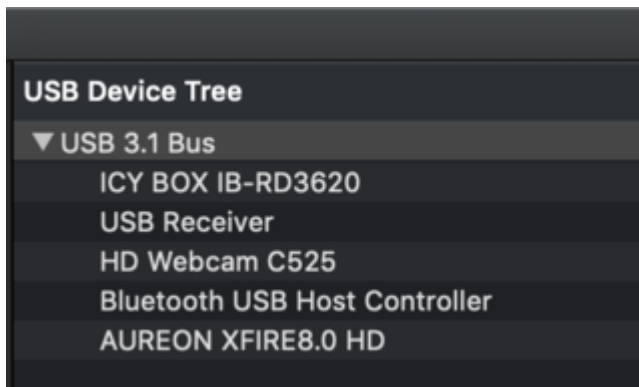 USB Device Tree
USB 3.1 Bus
ICY BOX IB-RD3620
USB Receiver
HD Webcam C525
Bluetooth USB Host Controller
AUREON XFIRE8.0 HD